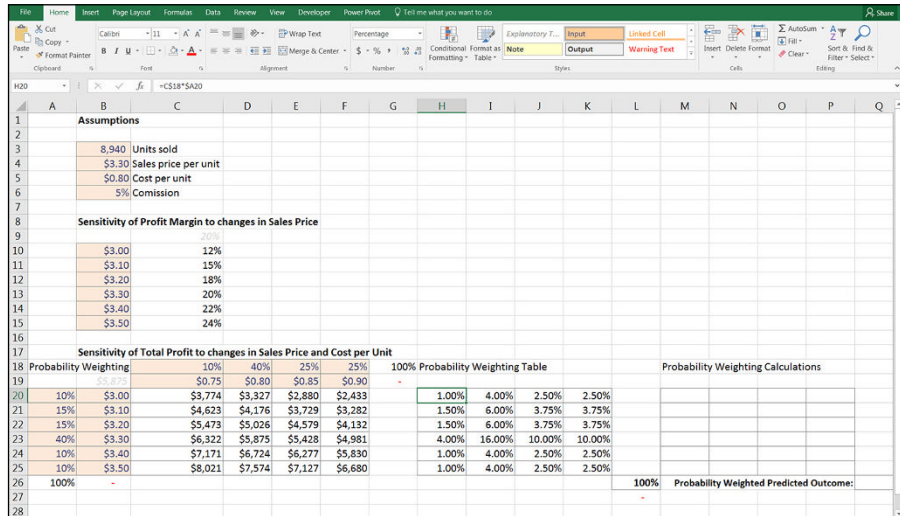 File Home Insert Page Layout Formulas Data Review View Developer Power Pivot Tell me what you want to do Share
Cut
Copy
Format Painter
Paste
Calibri 11 A A
B I U A
Wrap Text
Merge & Center
Percentage
$ % ,
Conditional Formatting
Format as Table
Explanatory T... Input Linked Cell
Note Output Warning Text
Insert Delete Format
AutoSum
Fill
Clear
Sort & Filter
Find & Select
Clipboard Font Alignment Number Styles Cells Editing
H20 fx =C$18*$A20
A B C D E F G H I J K L M N O P Q
1 Assumptions
2
3 8,940 Units sold
4 $3.30 Sales price per unit
5 $0.80 Cost per unit
6 5% Comission
7
8 Sensitivity of Profit Margin to changes in Sales Price
9 20%
10 $3.00 12%
11 $3.10 15%
12 $3.20 18%
13 $3.30 20%
14 $3.40 22%
15 $3.50 24%
16
17 Sensitivity of Total Profit to changes in Sales Price and Cost per Unit
18 Probability Weighting 10% 40% 25% 25% 100% Probability Weighting Table Probability Weighting Calculations
19 $5,875 $0.75 $0.80 $0.85 $0.90 -
20 10% $3.00 $3,774 $3,327 $2,880 $2,433 1.00% 4.00% 2.50% 2.50%
21 15% $3.10 $4,623 $4,176 $3,729 $3,282 1.50% 6.00% 3.75% 3.75%
22 15% $3.20 $5,473 $5,026 $4,579 $4,132 1.50% 6.00% 3.75% 3.75%
23 40% $3.30 $6,322 $5,875 $5,428 $4,981 4.00% 16.00% 10.00% 10.00%
24 10% $3.40 $7,171 $6,724 $6,277 $5,830 1.00% 4.00% 2.50% 2.50%
25 10% $3.50 $8,021 $7,574 $7,127 $6,680 1.00% 4.00% 2.50% 2.50%
26 100% - 100% Probability Weighted Predicted Outcome:
27 -
28